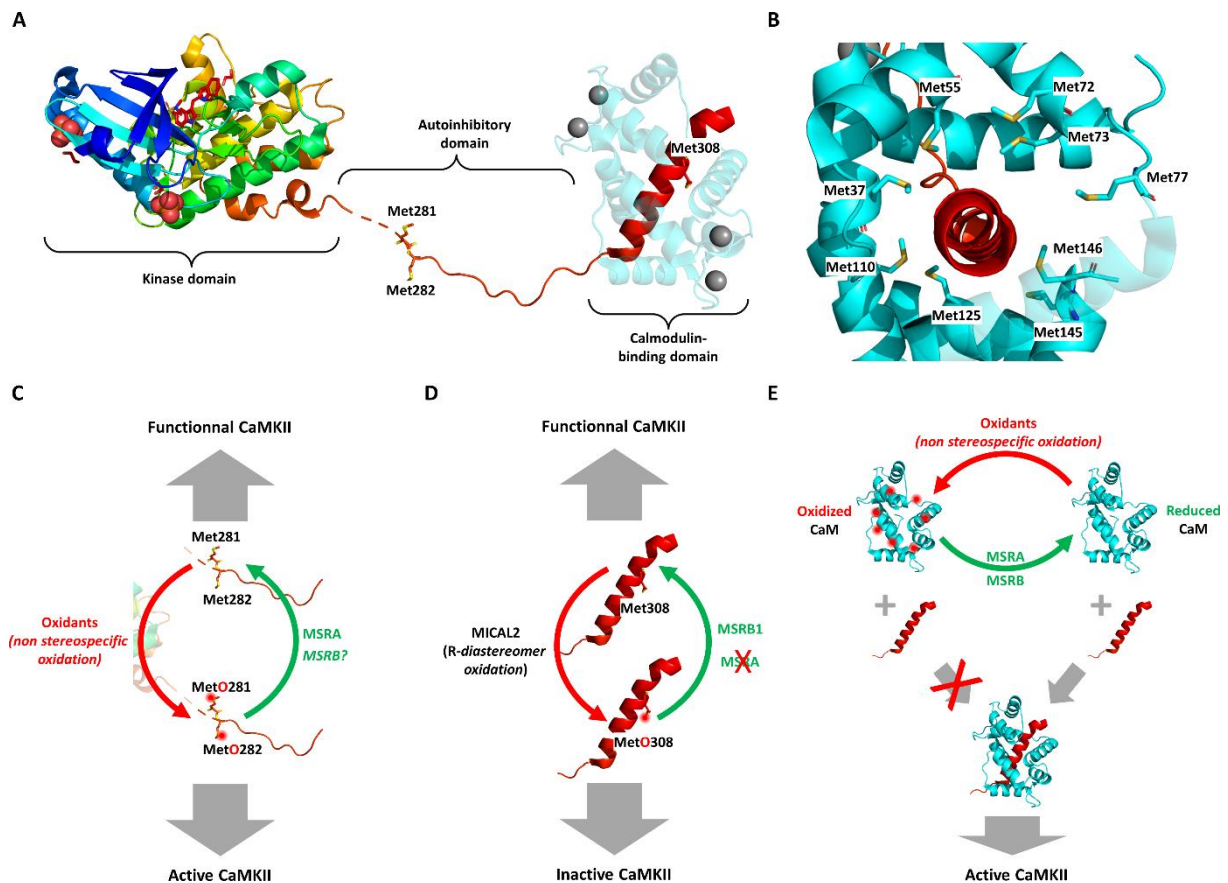 A
Autoinhibitory
domain
Met308
Met281
Met282
Kinase domain
Calmodulin-
binding domain
B
Met55
Met72
Met73
Met77
Met37
Met146
Met110
Met125
Met145
C
Functionnal CaMKII
Met281
Met282
Oxidants
(non stereospecific
oxidation)
MSRA
MSRB?
MetO281
MetO282
Active CaMKII
D
Functionnal CaMKII
Met308
MICAL2
(R-diastereomer
oxidation)
MSRB1
MSRA
MetO308
Inactive CaMKII
E
Oxidants
(non stereospecific oxidation)
Oxidized
CaM
Reduced
CaM
MSRA
MSRB
+
+
Active CaMKII